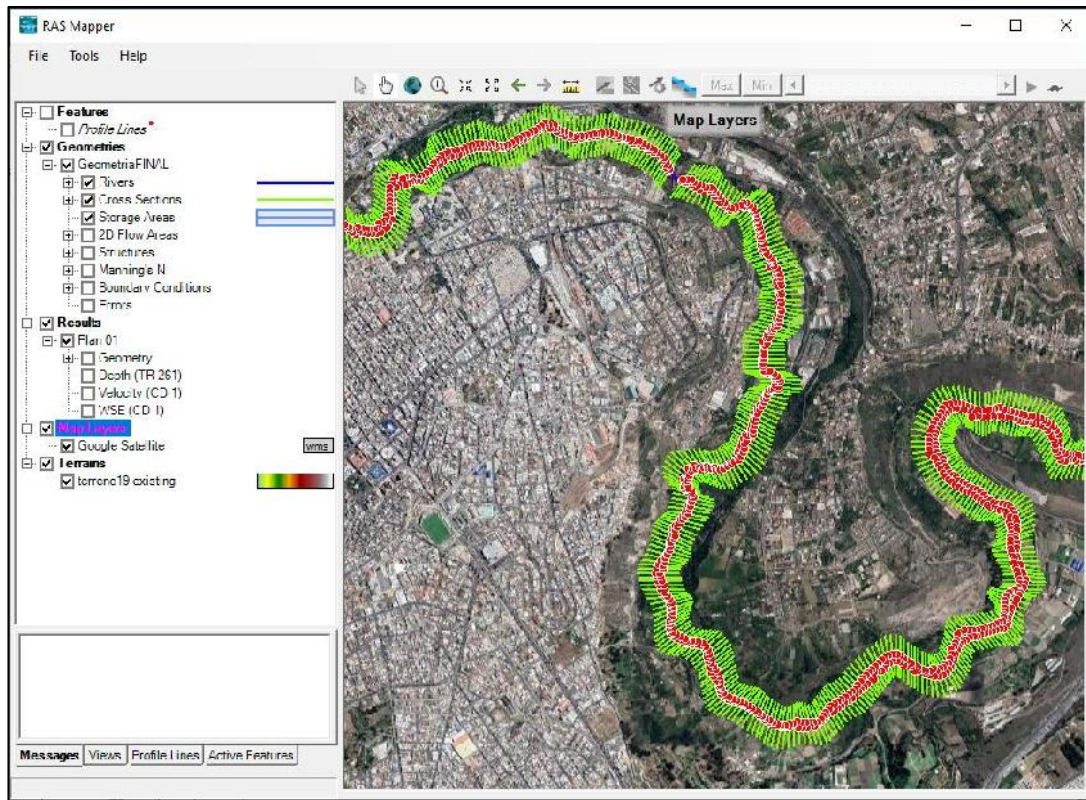 RAS Mapper
File Tools Help
Max Min
Map Layers
Features
Profile Lines
Geometries
GeometriaFINAL
Rivers
Cross Sections
Storage Areas
2D Flow Areas
Structures
Manning's N
Boundary Conditions
Errors
Results
Plan 01
Geometry
Depth (TR 261)
Velocity (CD 1)
WSE (CD 1)
Map Layers
Google Satellite wms
Terrains
terreno19 existing
Messages Views Profile Lines Active Features